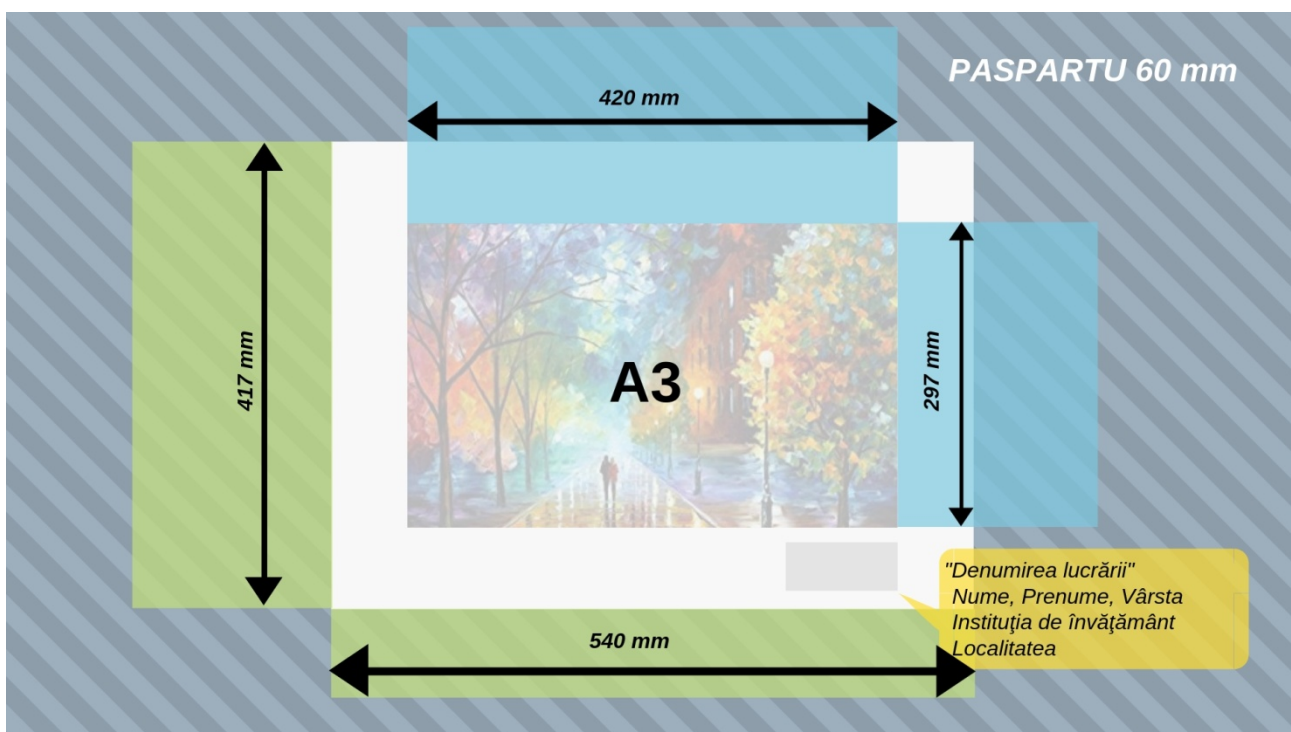 PASPARTU 60 mm
420 mm
417 mm
297 mm
A3
"Denumirea lucrării"
Nume, Prenume, Vârsta
Instituţia de învăţământ
Localitatea
540 mm